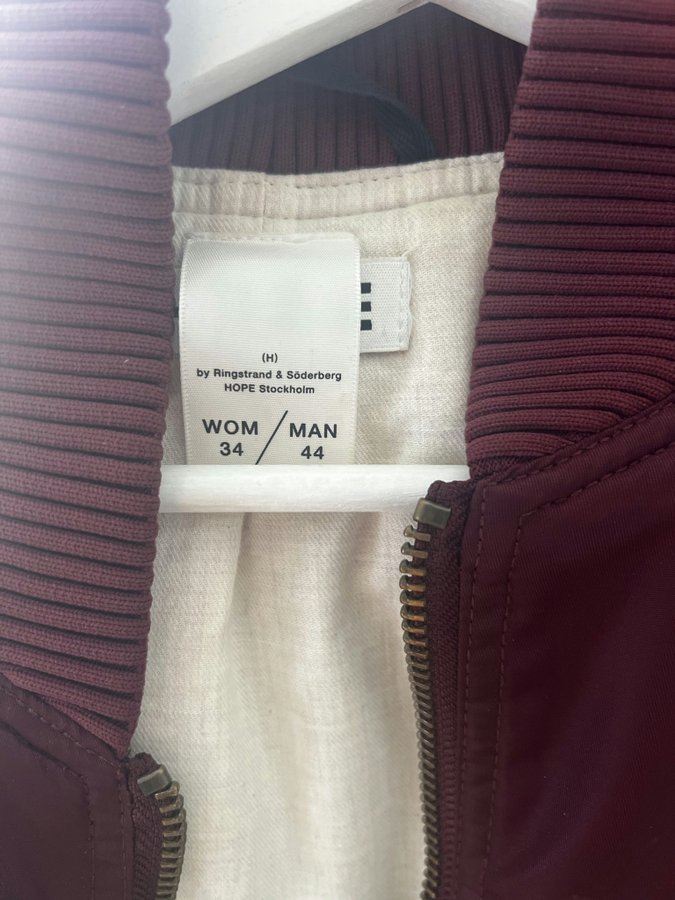 (H)
by Ringstrand & Söderberg
HOPE Stockholm
WOM / MAN
34 / 44